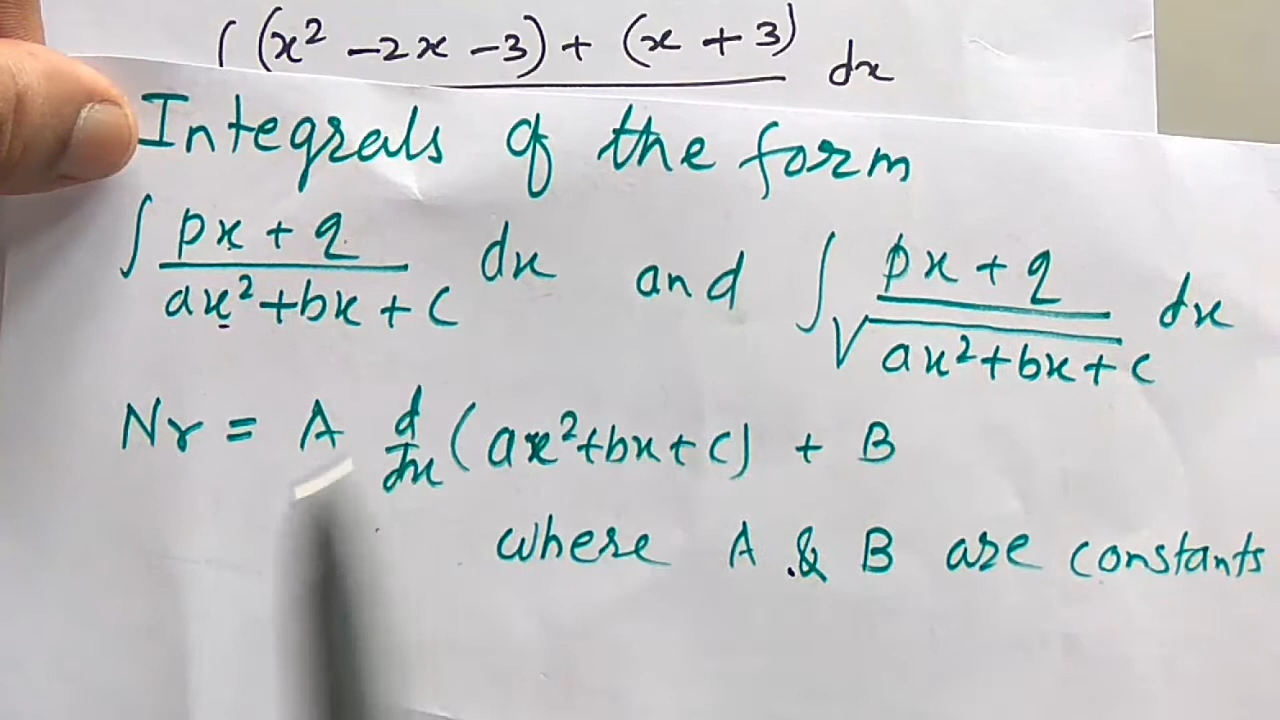 ∫ (x² - 2x - 3) + (x + 3) dx
Integrals of the form
∫ px + q / ax² + bx + c dx and ∫ px + q / √ax² + bx + c dx
Nr = A d/dx (ax² + bx + c) + B
where A & B are constants